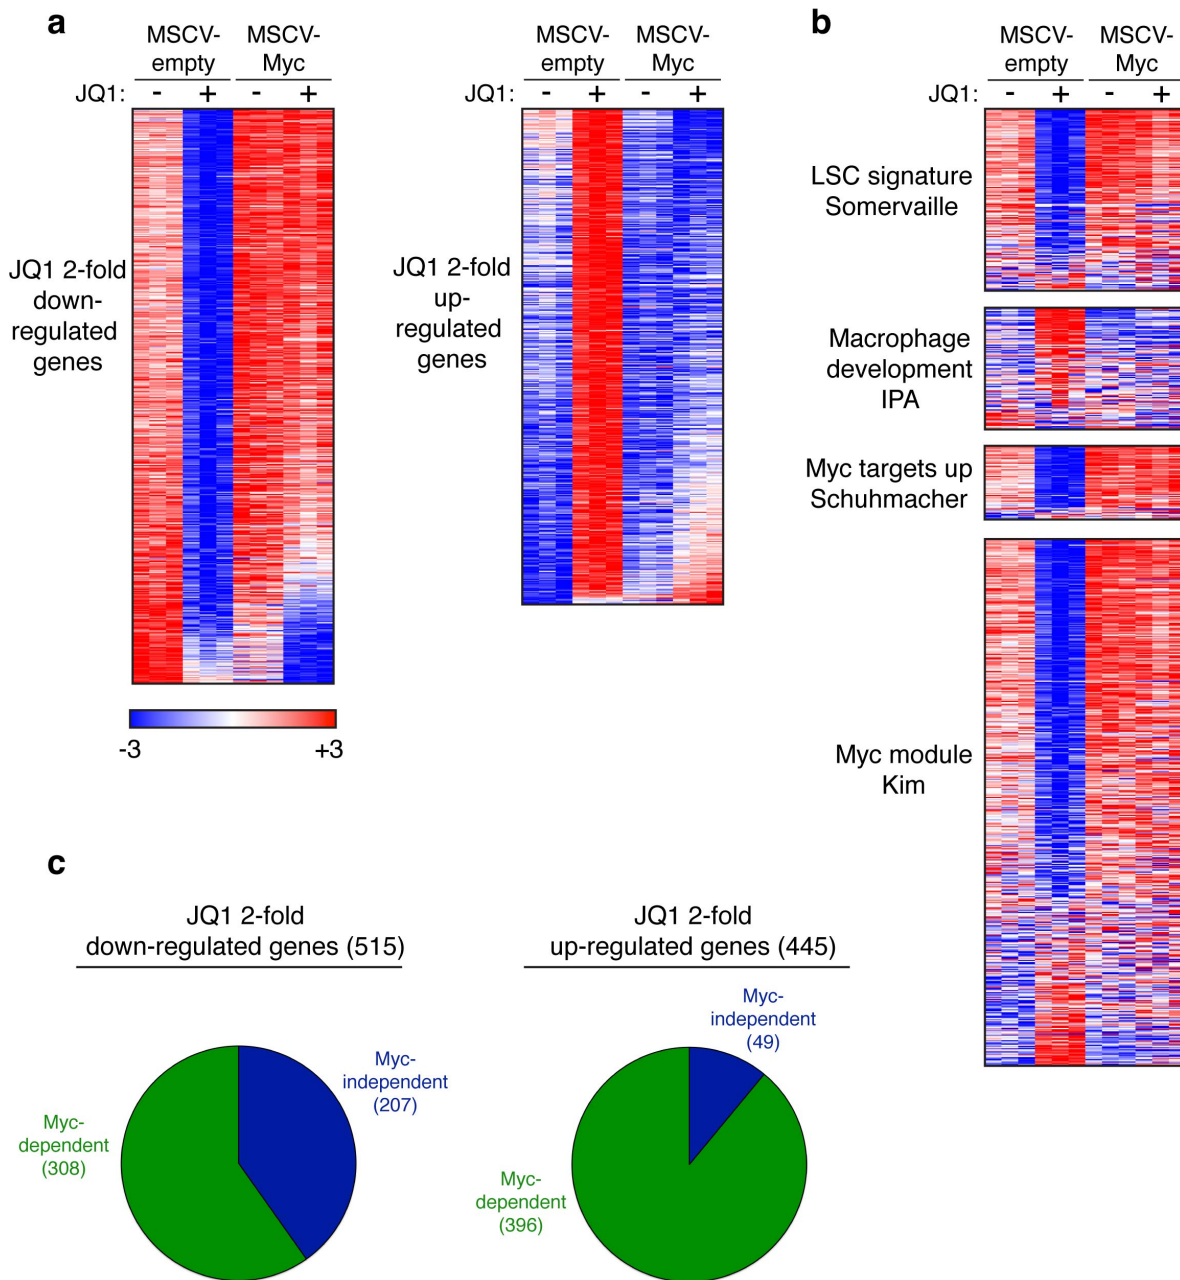 a
MSCV-
empty
MSCV-
Myc
JQ1: - + - +
JQ1 2-fold
down-
regulated
genes
-3 +3
MSCV-
empty
MSCV-
Myc
JQ1: - + - +
JQ1 2-fold
up-
regulated
genes
b
MSCV-
empty
MSCV-
Myc
JQ1: - + - +
LSC signature
Somervaille
Macrophage
development
IPA
Myc targets up
Schuhmacher
Myc module
Kim
c
JQ1 2-fold
down-regulated genes (515)
Myc-
independent
(207)
Myc-
dependent
(308)
JQ1 2-fold
up-regulated genes (445)
Myc-
independent
(49)
Myc-
dependent
(396)